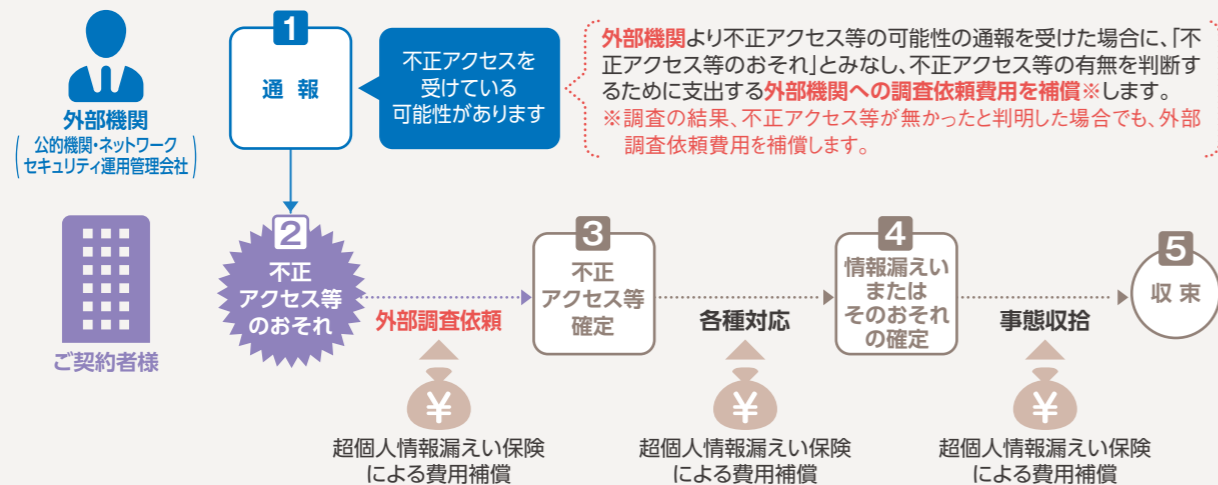 外部機関
(公的機関・ネットワーク
セキュリティ運用管理会社)
1
通 報
不正アクセスを
受けている
可能性があります
外部機関より不正アクセス等の可能性の通報を受けた場合に、「不
正アクセス等のおそれ」とみなし、不正アクセス等の有無を判断す
るために支出する外部機関への調査依頼費用を補償※します。
※調査の結果、不正アクセス等が無かったと判明した場合でも、外部
調査依頼費用を補償します。
ご契約者様
2
不正
アクセス等
のおそれ
外部調査依頼
¥
超個人情報漏えい保険
による費用補償
3
不正
アクセス等
確定
各種対応
¥
超個人情報漏えい保険
による費用補償
4
情報漏えい
または
そのおそれ
の確定
事態収拾
¥
超個人情報漏えい保険
による費用補償
5
収 束